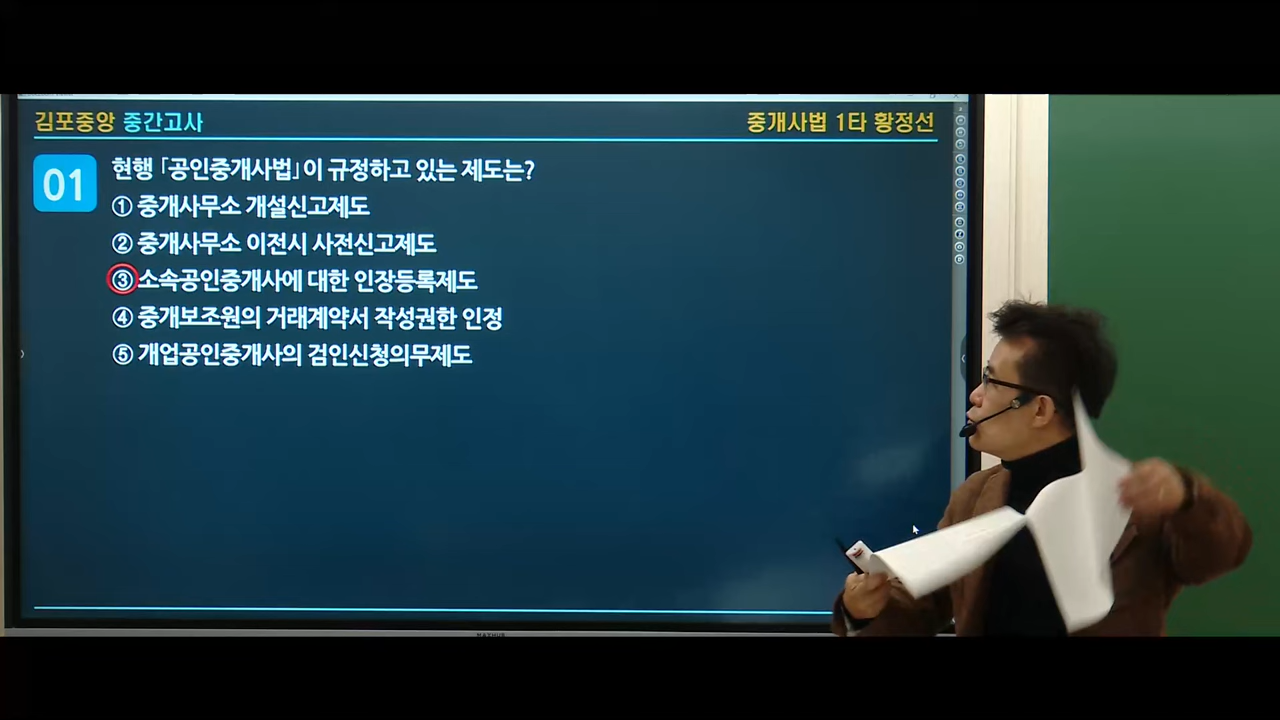 김포중앙 중간고사
중개사법 1타 황정선
01
현행 「공인중개사법」이 규정하고 있는 제도는?
① 중개사무소 개설신고제도
② 중개사무소 이전시 사전신고제도
③ 소속공인중개사에 대한 인장등록제도
④ 중개보조원의 거래계약서 작성권한 인정
⑤ 개업공인중개사의 검인신청의무제도